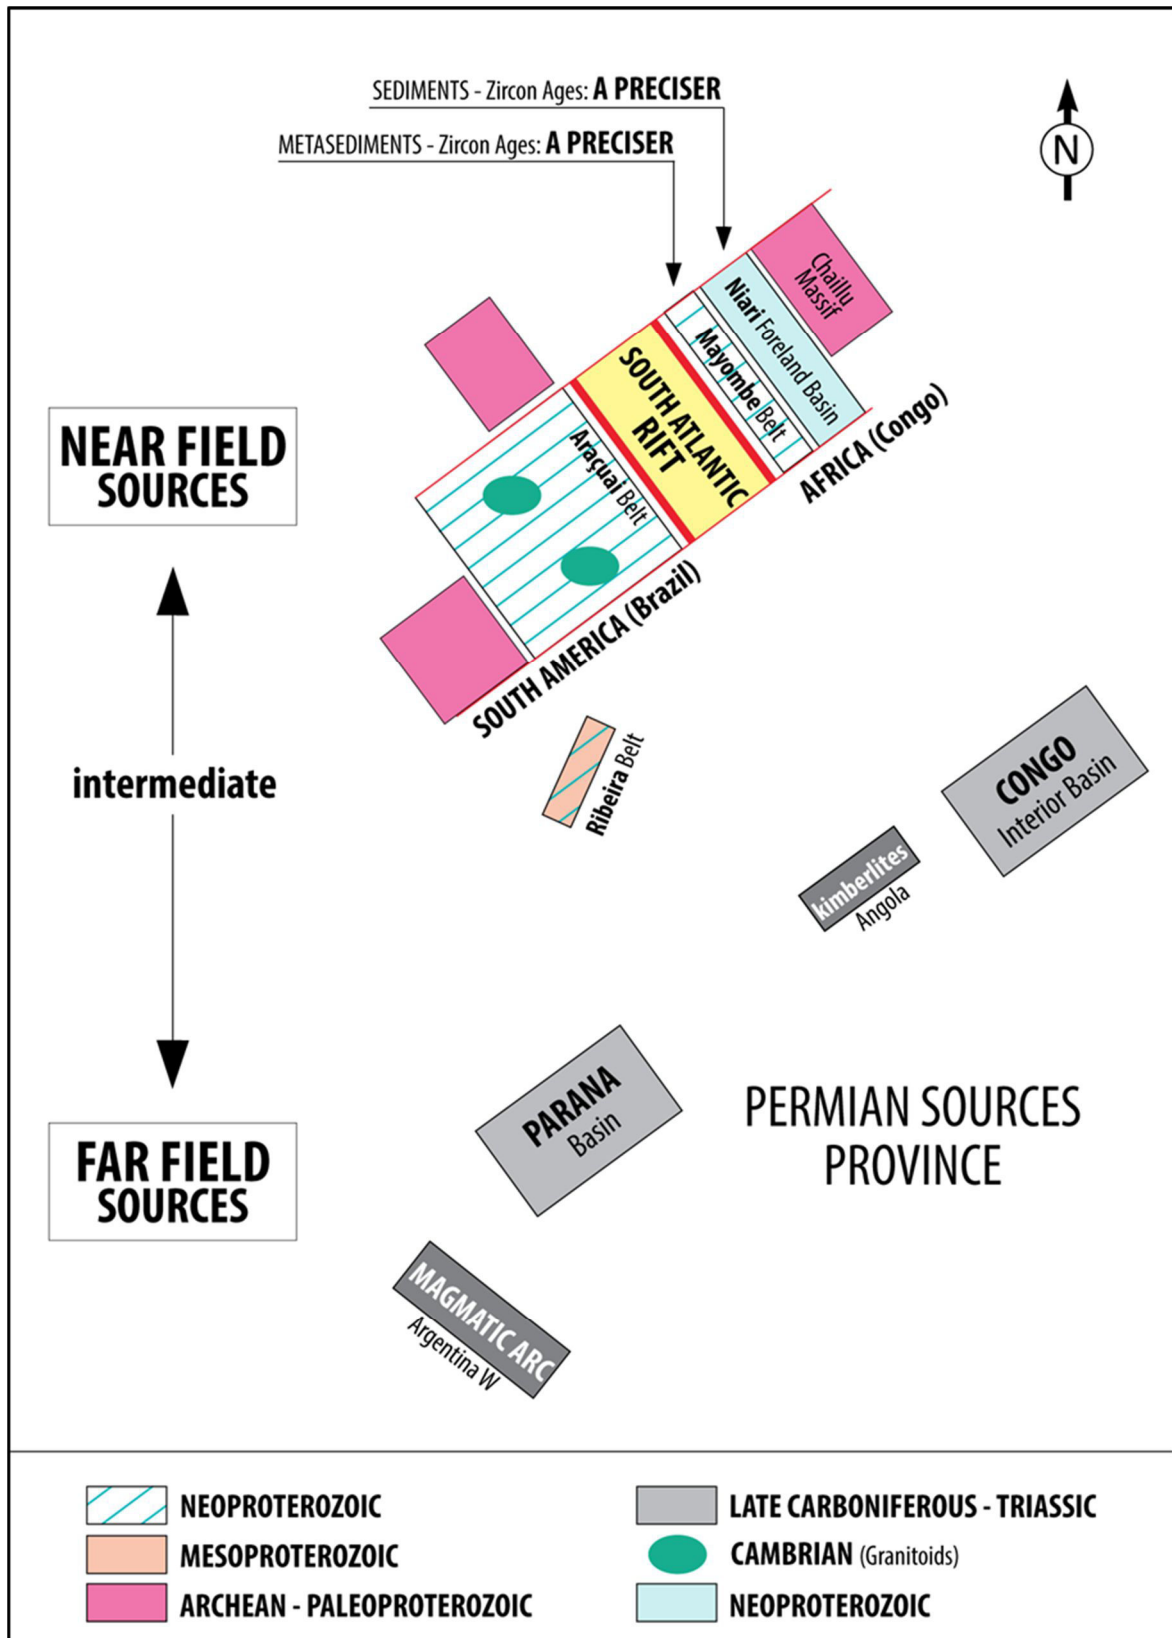 SEDIMENTS - Zircon Ages: A PRECISER
METASEDIMENTS - Zircon Ages: A PRECISER
N
Chaillu
Massif
Niari Foreland Basin
Mayombe Belt
SOUTH ATLANTIC
RIFT
AFRICA (Congo)
Araçuai Belt
SOUTH AMERICA (Brazil)
NEAR FIELD
SOURCES
intermediate
FAR FIELD
SOURCES
Ribeira Belt
CONGO
Interior Basin
kimberlites
Angola
PARANA
Basin
PERMIAN SOURCES
PROVINCE
MAGMATIC ARC
Argentina W
NEOPROTEROZOIC
MESOPROTEROZOIC
ARCHEAN - PALEOPROTEROZOIC
LATE CARBONIFEROUS - TRIASSIC
CAMBRIAN (Granitoids)
NEOPROTEROZOIC